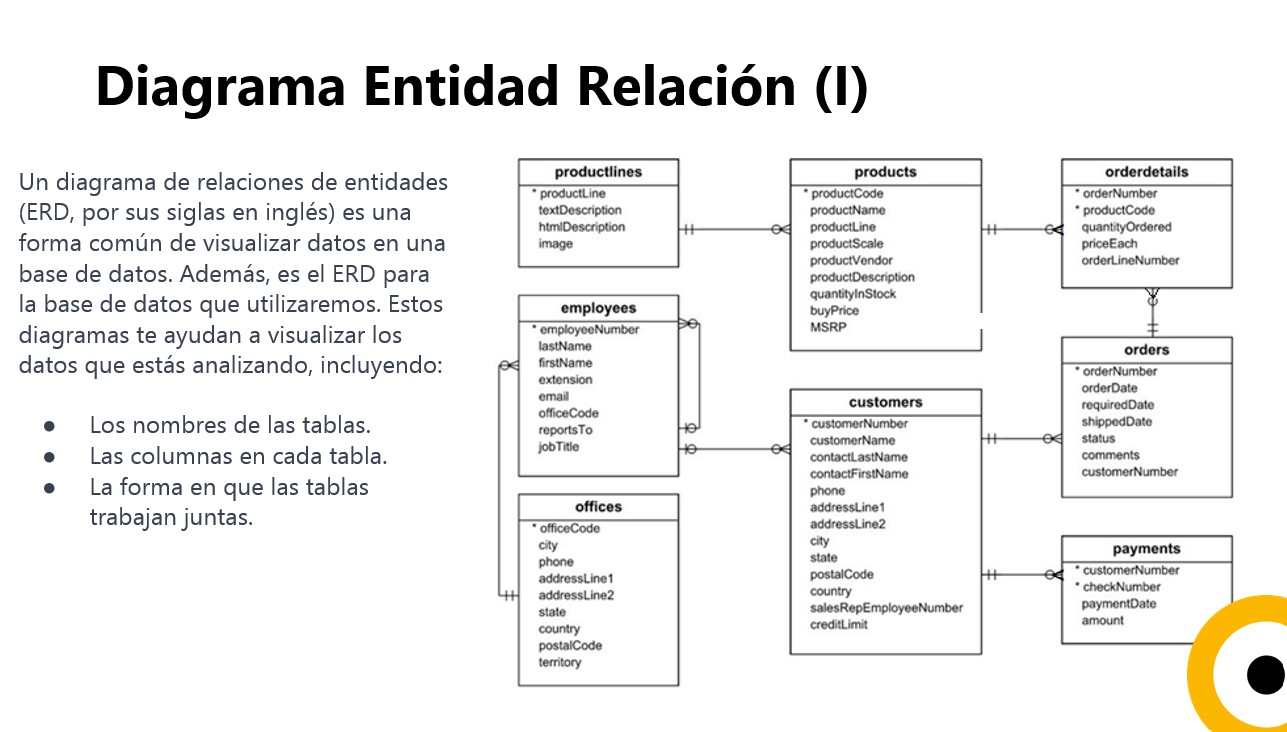 Diagrama Entidad Relación (I)
Un diagrama de relaciones de entidades
(ERD, por sus siglas en inglés) es una
forma común de visualizar datos en una
base de datos. Además, es el ERD para
la base de datos que utilizaremos. Estos
diagramas te ayudan a visualizar los
datos que estás analizando, incluyendo:
● Los nombres de las tablas.
● Las columnas en cada tabla.
● La forma en que las tablas
trabajan juntas.
productlines
* productLine
textDescription
htmlDescription
image
employees
* employeeNumber
lastName
firstName
extension
email
officeCode
reportsTo
jobTitle
offices
* officeCode
city
phone
addressLine1
addressLine2
state
country
postalCode
territory
products
* productCode
productName
productLine
productScale
productVendor
productDescription
quantityInStock
buyPrice
MSRP
customers
* customerNumber
customerName
contactLastName
contactFirstName
phone
addressLine1
addressLine2
city
state
postalCode
country
salesRepEmployeeNumber
creditLimit
orderdetails
* orderNumber
* productCode
quantityOrdered
priceEach
orderLineNumber
orders
* orderNumber
orderDate
requiredDate
shippedDate
status
comments
customerNumber
payments
* customerNumber
* checkNumber
paymentDate
amount